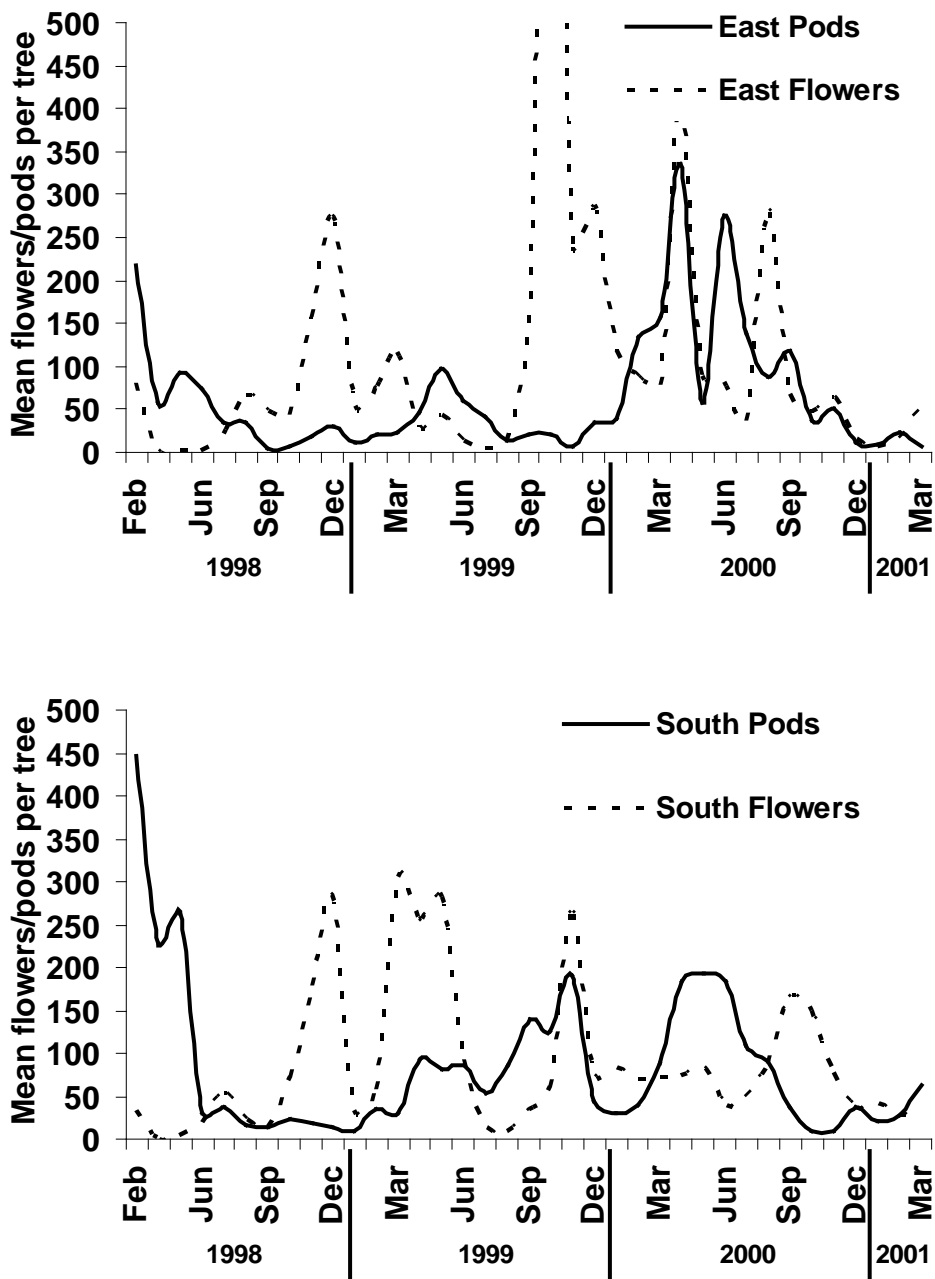 Mean flowers/pods per tree
500
450
400
350
300
250
200
150
100
50
0
East Pods
East Flowers
Feb Jun Sep Dec Mar Jun Sep Dec Mar Jun Sep Dec Mar
1998 1999 2000 2001
Mean flowers/pods per tree
500
450
400
350
300
250
200
150
100
50
0
South Pods
South Flowers
Feb Jun Sep Dec Mar Jun Sep Dec Mar Jun Sep Dec Mar
1998 1999 2000 2001